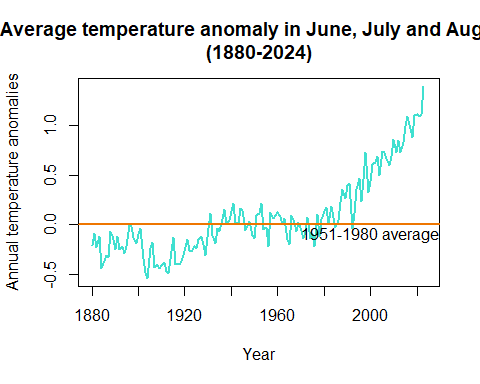 Average temperature anomaly in June, July and Aug
(1880-2024)
Annual temperature anomalies
1.0
0.5
0.0
-0.5
1951-1980 average
1880
1920
1960
2000
Year